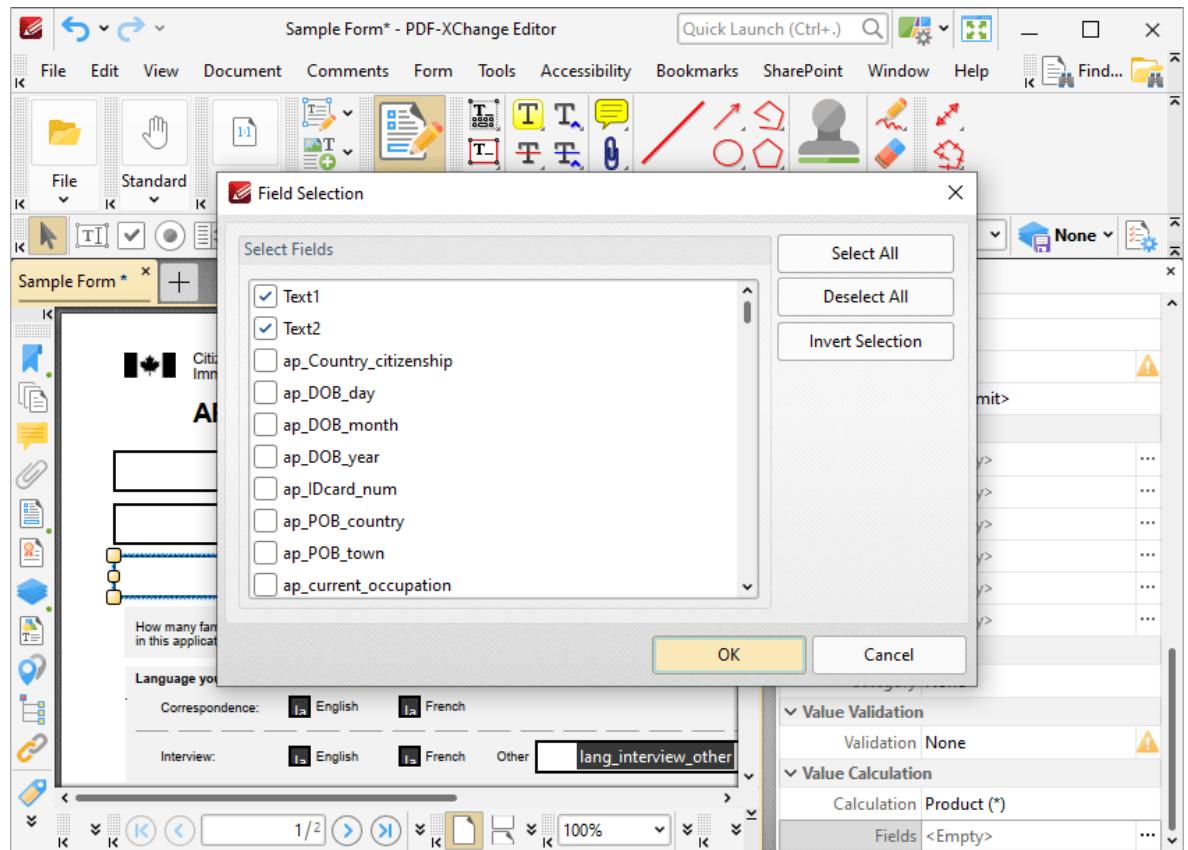 Sample Form* - PDF-XChange Editor
Quick Launch (Ctrl+.)
File Edit View Document Comments Form Tools Accessibility Bookmarks SharePoint Window Help Find...
1:1
File
Standard
Field Selection
None
Sample Form *
Select Fields
Select All
Text1
Deselect All
Text2
Invert Selection
ap_Country_citizenship
ap_DOB_day
ap_DOB_month
ap_DOB_year
ap_IDcard_num
ap_POB_country
ap_POB_town
ap_current_occupation
OK
Cancel
How many fam
in this applicat
Language you
Correspondence: English French
Interview: English French Other lang_interview_other
Value Validation
Validation None
Value Calculation
Calculation Product (*)
Fields <Empty> ...
1/2
100%